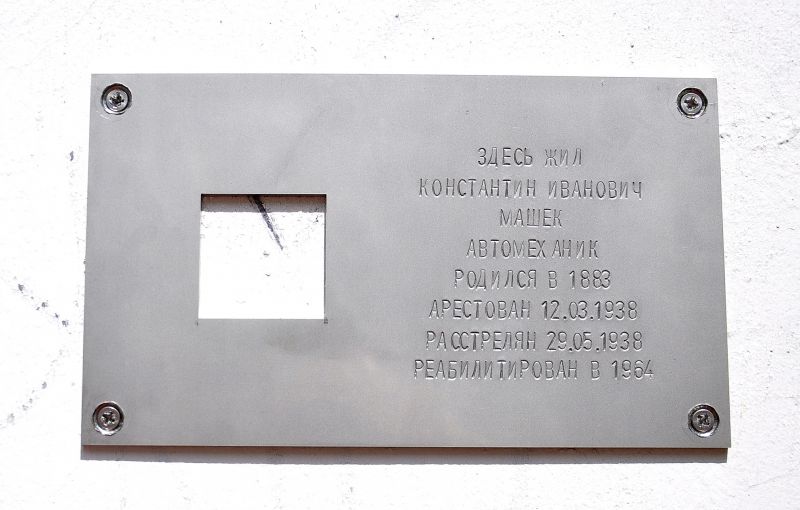 ЗДЕСЬ ЖИЛ
КОНСТАНТИН ИВАНОВИЧ
МАШЕК
АВТОМЕХАНИК
РОДИЛСЯ В 1883
АРЕСТОВАН 12.03.1938
РАССТРЕЛЯН 29.05.1938
РЕАБИЛИТИРОВАН В 1964